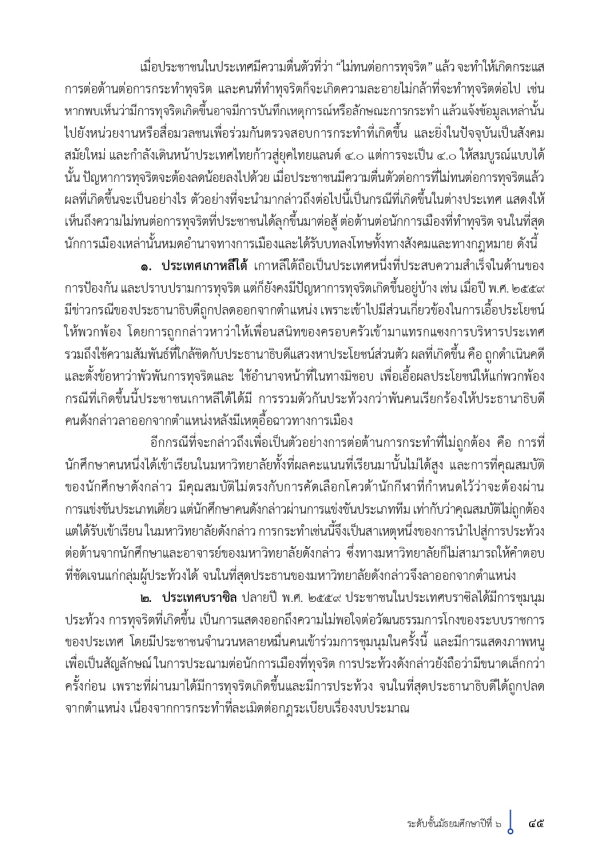 เมื่อประชาชนในประเทศมีความตื่นตัวที่ว่า “ไม่ทนต่อการทุจริต” แล้ว จะทำให้เกิดกระแส
การต่อต้านต่อการกระทำทุจริต และคนที่ทำทุจริตก็จะเกิดความละอายไม่กล้าที่จะทำทุจริตต่อไป เช่น
หากพบเห็นว่ามีการทุจริตเกิดขึ้นอาจมีการบันทึกเหตุการณ์หรือลักษณะการกระทำ แล้วแจ้งข้อมูลเหล่านั้น
ไปยังหน่วยงานหรือสื่อมวลชนเพื่อร่วมกันตรวจสอบการกระทำที่เกิดขึ้น และยิ่งในปัจจุบันเป็นสังคม
สมัยใหม่ และกำลังเดินหน้าประเทศไทยก้าวสู่ยุคไทยแลนด์ ๔.๐ แต่การจะเป็น ๔.๐ ให้สมบูรณ์แบบได้
นั้น ปัญหาการทุจริตจะต้องลดน้อยลงไปด้วย เมื่อประชาชนมีความตื่นตัวต่อการที่ไม่ทนต่อการทุจริตแล้ว
ผลที่เกิดขึ้นจะเป็นอย่างไร ตัวอย่างที่จะนำมากล่าวถึงต่อไปนี้เป็นกรณีที่เกิดขึ้นในต่างประเทศ แสดงให้
เห็นถึงความไม่ทนต่อการทุจริตที่ประชาชนได้ลุกขึ้นมาต่อสู้ ต่อต้านต่อนักการเมืองที่ทำทุจริต จนในที่สุด
นักการเมืองเหล่านั้นหมดอำนาจทางการเมืองและได้รับบทลงโทษทั้งทางสังคมและทางกฎหมาย ดังนี้
๑. ประเทศเกาหลีใต้ เกาหลีใต้ถือเป็นประเทศหนึ่งที่ประสบความสำเร็จในด้านของ
การป้องกัน และปราบปรามการทุจริต แต่ก็ยังคงมีปัญหาการทุจริตเกิดขึ้นอยู่บ้าง เช่น เมื่อปี พ.ศ. ๒๕๕๙
มีข่าวกรณีของประธานาธิบดีถูกปลดออกจากตำแหน่ง เพราะเข้าไปมีส่วนเกี่ยวข้องในการเอื้อประโยชน์
ให้พวกพ้อง โดยการถูกกล่าวหาว่าให้เพื่อนสนิทของครอบครัวเข้ามาแทรกแซงการบริหารประเทศ
รวมถึงใช้ความสัมพันธ์ที่ใกล้ชิดกับประธานาธิบดีแสวงหาประโยชน์ส่วนตัว ผลที่เกิดขึ้น คือ ถูกดำเนินคดี
และตั้งข้อหาว่าพัวพันการทุจริตและ ใช้อำนาจหน้าที่ในทางมิชอบ เพื่อเอื้อผลประโยชน์ให้แก่พวกพ้อง
กรณีที่เกิดขึ้นนี้ประชาชนเกาหลีใต้ได้มี การรวมตัวกันประท้วงกว่าพันคนเรียกร้องให้ประธานาธิบดี
คนดังกล่าวลาออกจากตำแหน่งหลังมีเหตุอื้อฉาวทางการเมือง
อีกกรณีที่จะกล่าวถึงเพื่อเป็นตัวอย่างการต่อต้านการกระทำที่ไม่ถูกต้อง คือ การที่
นักศึกษาคนหนึ่งได้เข้าเรียนในมหาวิทยาลัยทั้งที่ผลคะแนนที่เรียนมานั้นไม่ได้สูง และการที่คุณสมบัติ
ของนักศึกษาดังกล่าว มีคุณสมบัติไม่ตรงกับการคัดเลือกโควต้านักกีฬาที่กำหนดไว้ว่าจะต้องผ่าน
การแข่งขันประเภทเดี่ยว แต่นักศึกษาคนดังกล่าวผ่านการแข่งขันประเภททีม เท่ากับว่าคุณสมบัติไม่ถูกต้อง
แต่ได้รับเข้าเรียน ในมหาวิทยาลัยดังกล่าว การกระทำเช่นนี้จึงเป็นสาเหตุหนึ่งของการนำไปสู่การประท้วง
ต่อต้านจากนักศึกษาและอาจารย์ของมหาวิทยาลัยดังกล่าว ซึ่งทางมหาวิทยาลัยก็ไม่สามารถให้คำตอบ
ที่ชัดเจนแก่กลุ่มผู้ประท้วงได้ จนในที่สุดประธานของมหาวิทยาลัยดังกล่าวจึงลาออกจากตำแหน่ง
๒. ประเทศบราซิล ปลายปี พ.ศ. ๒๕๕๙ ประชาชนในประเทศบราซิลได้มีการชุมนุม
ประท้วง การทุจริตที่เกิดขึ้น เป็นการแสดงออกถึงความไม่พอใจต่อวัฒนธรรมการโกงของระบบราชการ
ของประเทศ โดยมีประชาชนจำนวนหลายหมื่นคนเข้าร่วมการชุมนุมในครั้งนี้ และมีการแสดงภาพหนู
เพื่อเป็นสัญลักษณ์ ในการประณามต่อนักการเมืองที่ทุจริต การประท้วงดังกล่าวยังถือว่ามีขนาดเล็กกว่า
ครั้งก่อน เพราะที่ผ่านมาได้มีการทุจริตเกิดขึ้นและมีการประท้วง จนในที่สุดประธานาธิบดีได้ถูกปลด
จากตำแหน่ง เนื่องจากการกระทำที่ละเมิดต่อกฎระเบียบเรื่องงบประมาณ
ระดับชั้นมัธยมศึกษาปีที่ ๖ ๔๕